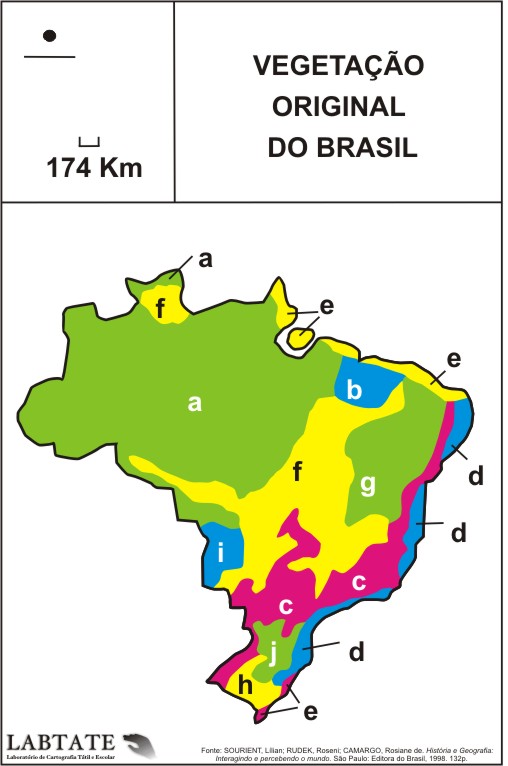 VEGETAÇÃO
ORIGINAL
DO BRASIL
174 Km
a
f
e
a
e
b
f
g
d
d
i
c
c
j
d
h
e
LABTATE
Laboratório de Cartografia Tátil e Escolar
Fonte: SOURIENT, Lílian; RUDEK, Roseni; CAMARGO, Rosiane de. História e Geografia:
Interagindo e percebendo o mundo. São Paulo: Editora do Brasil, 1998. 132p.